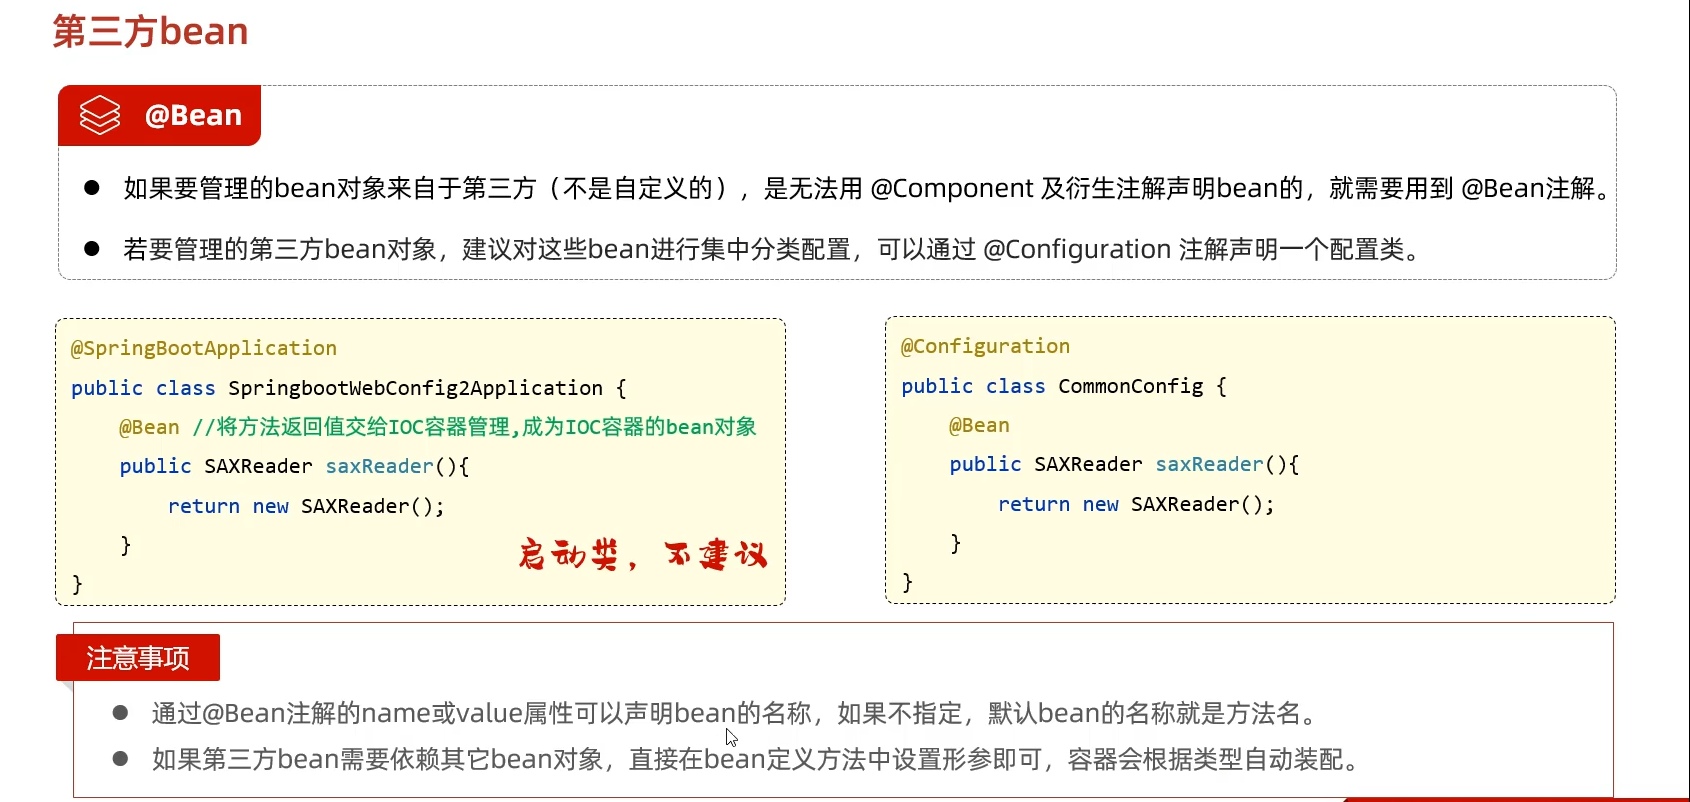 第三方bean
@Bean
● 如果要管理的bean对象来自于第三方（不是自定义的），是无法用 @Component 及衍生注解声明bean的，就需要用到 @Bean注解。
● 若要管理的第三方bean对象，建议对这些bean进行集中分类配置，可以通过 @Configuration 注解声明一个配置类。
@SpringBootApplication
public class SpringbootWebConfig2Application {
    @Bean //将方法返回值交给IOC容器管理,成为IOC容器的bean对象
    public SAXReader saxReader(){
        return new SAXReader();
    }
}
启动类，不建议
@Configuration
public class CommonConfig {
    @Bean
    public SAXReader saxReader(){
        return new SAXReader();
    }
}
注意事项
● 通过@Bean注解的name或value属性可以声明bean的名称，如果不指定，默认bean的名称就是方法名。
● 如果第三方bean需要依赖其它bean对象，直接在bean定义方法中设置形参即可，容器会根据类型自动装配。